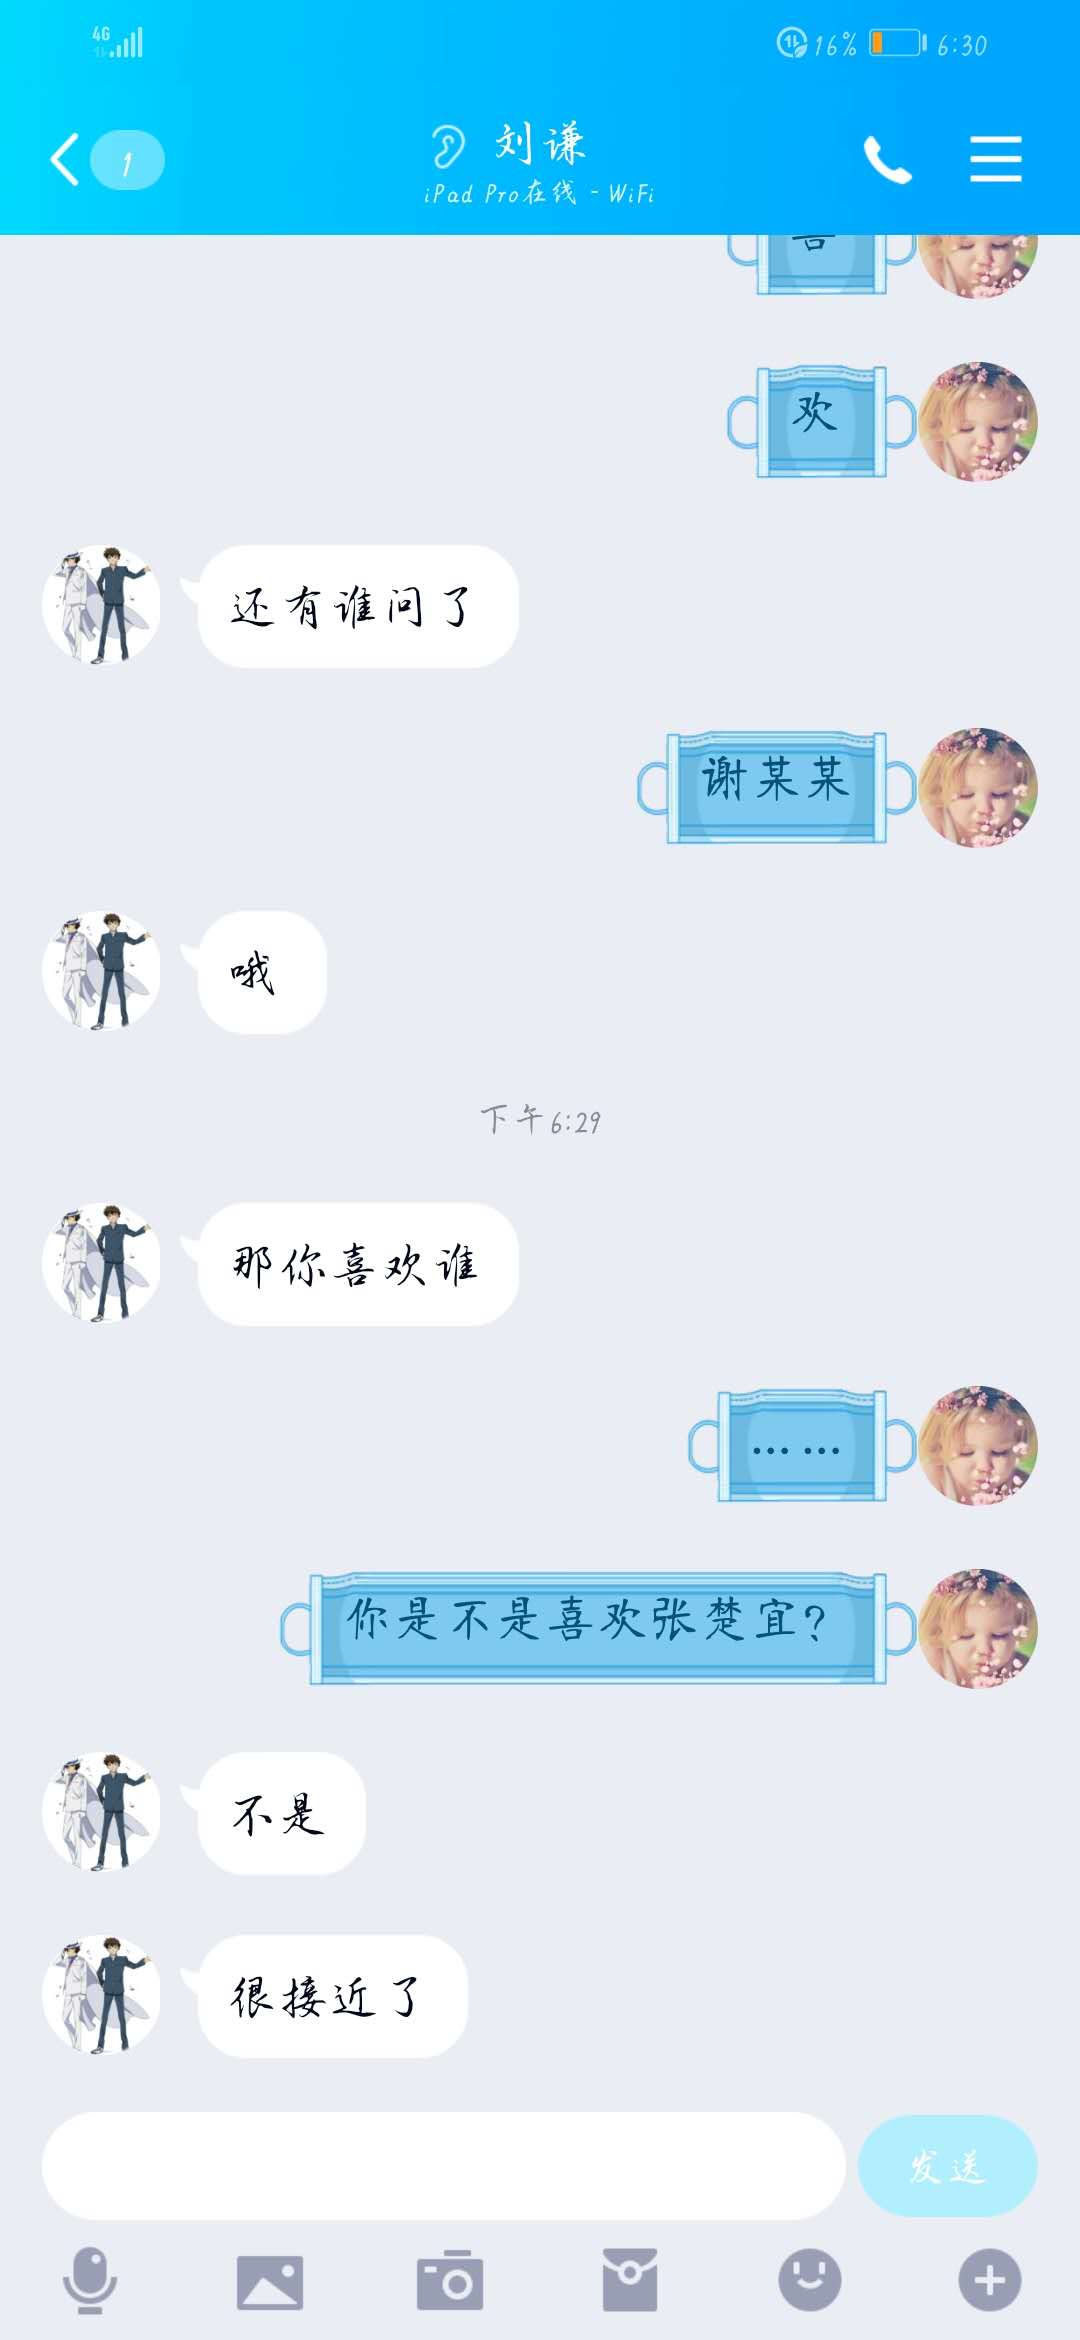 4G
16%
6:30
1
刘谦
iPad Pro在线 - WiFi
喜
欢
还有谁问了
谢某某
哦
下午6:29
那你喜欢谁
……
你是不是喜欢张楚宜?
不是
很接近了
发送